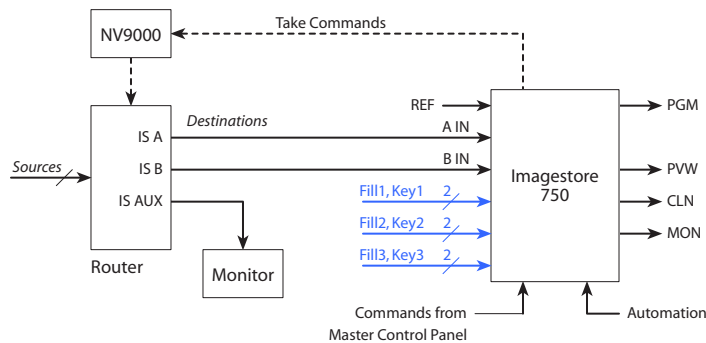 Take Commands
NV9000
REF
PGM
Destinations
IS A
A IN
Sources
IS B
B IN
Imagestore
750
PVW
IS AUX
Fill1, Key1 2
CLN
Fill2, Key2 2
MON
Fill3, Key3 2
Router
Monitor
Commands from
Master Control Panel
Automation